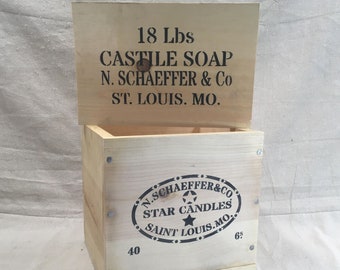 18 Lbs
CASTILE SOAP
N. SCHAEFFER & Co
ST. LOUIS. MO.
N. SCHAEFFER & CO.
STAR CANDLES
SAINT LOUIS. MO.
40